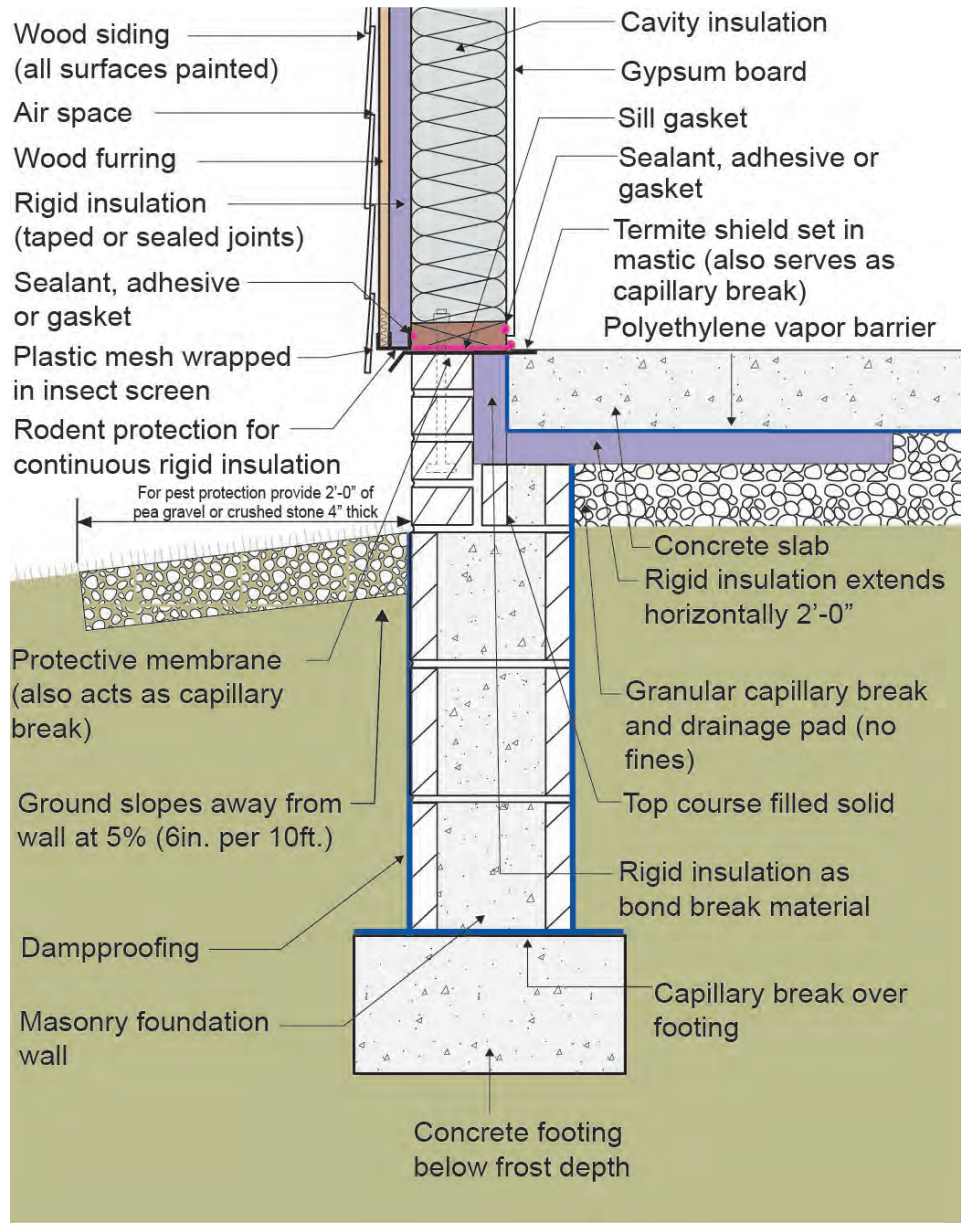 Wood siding
(all surfaces painted)
Air space
Wood furring
Rigid insulation
(taped or sealed joints)
Sealant, adhesive
or gasket
Plastic mesh wrapped
in insect screen
Rodent protection for
continuous rigid insulation
For pest protection provide 2'-0" of
pea gravel or crushed stone 4" thick
Protective membrane
(also acts as capillary
break)
Ground slopes away from
wall at 5% (6in. per 10ft.)
Dampproofing
Masonry foundation
wall
Cavity insulation
Gypsum board
Sill gasket
Sealant, adhesive or
gasket
Termite shield set in
mastic (also serves as
capillary break)
Polyethylene vapor barrier
Concrete slab
Rigid insulation extends
horizontally 2'-0"
Granular capillary break
and drainage pad (no
fines)
Top course filled solid
Rigid insulation as
bond break material
Capillary break over
footing
Concrete footing
below frost depth